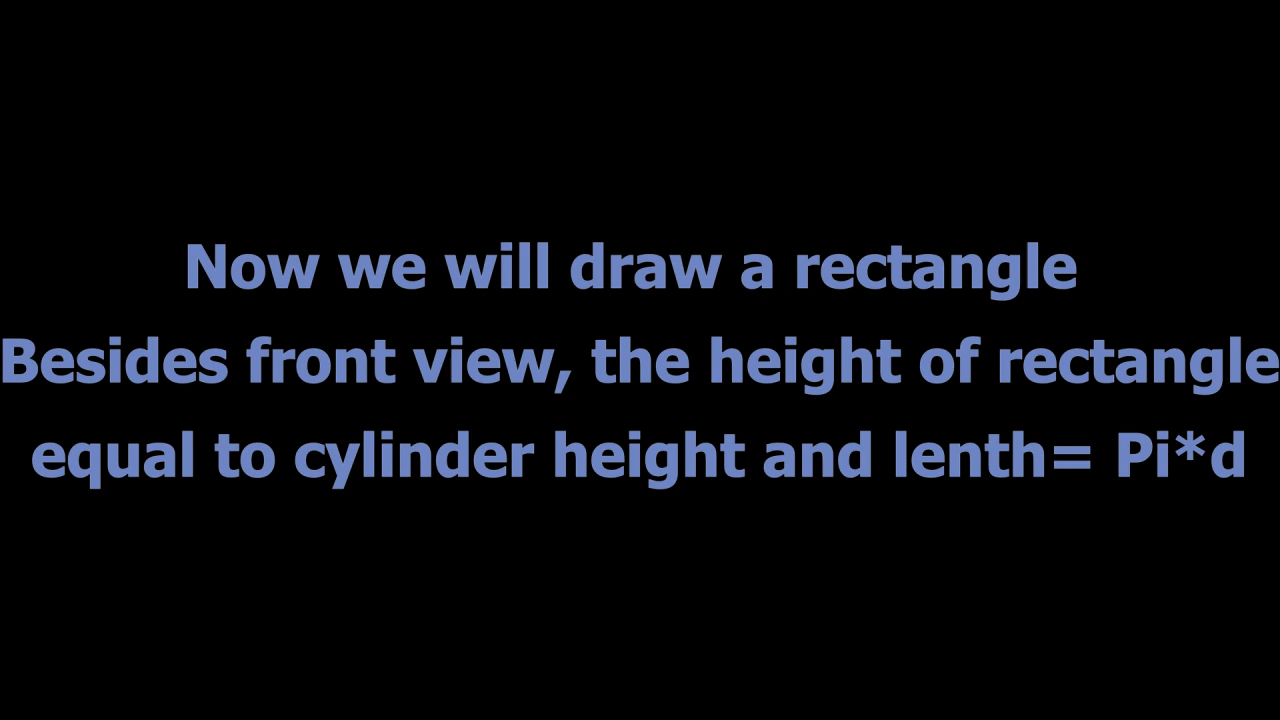 Now we will draw a rectangle
Besides front view, the height of rectangle
equal to cylinder height and lenth= Pi*d